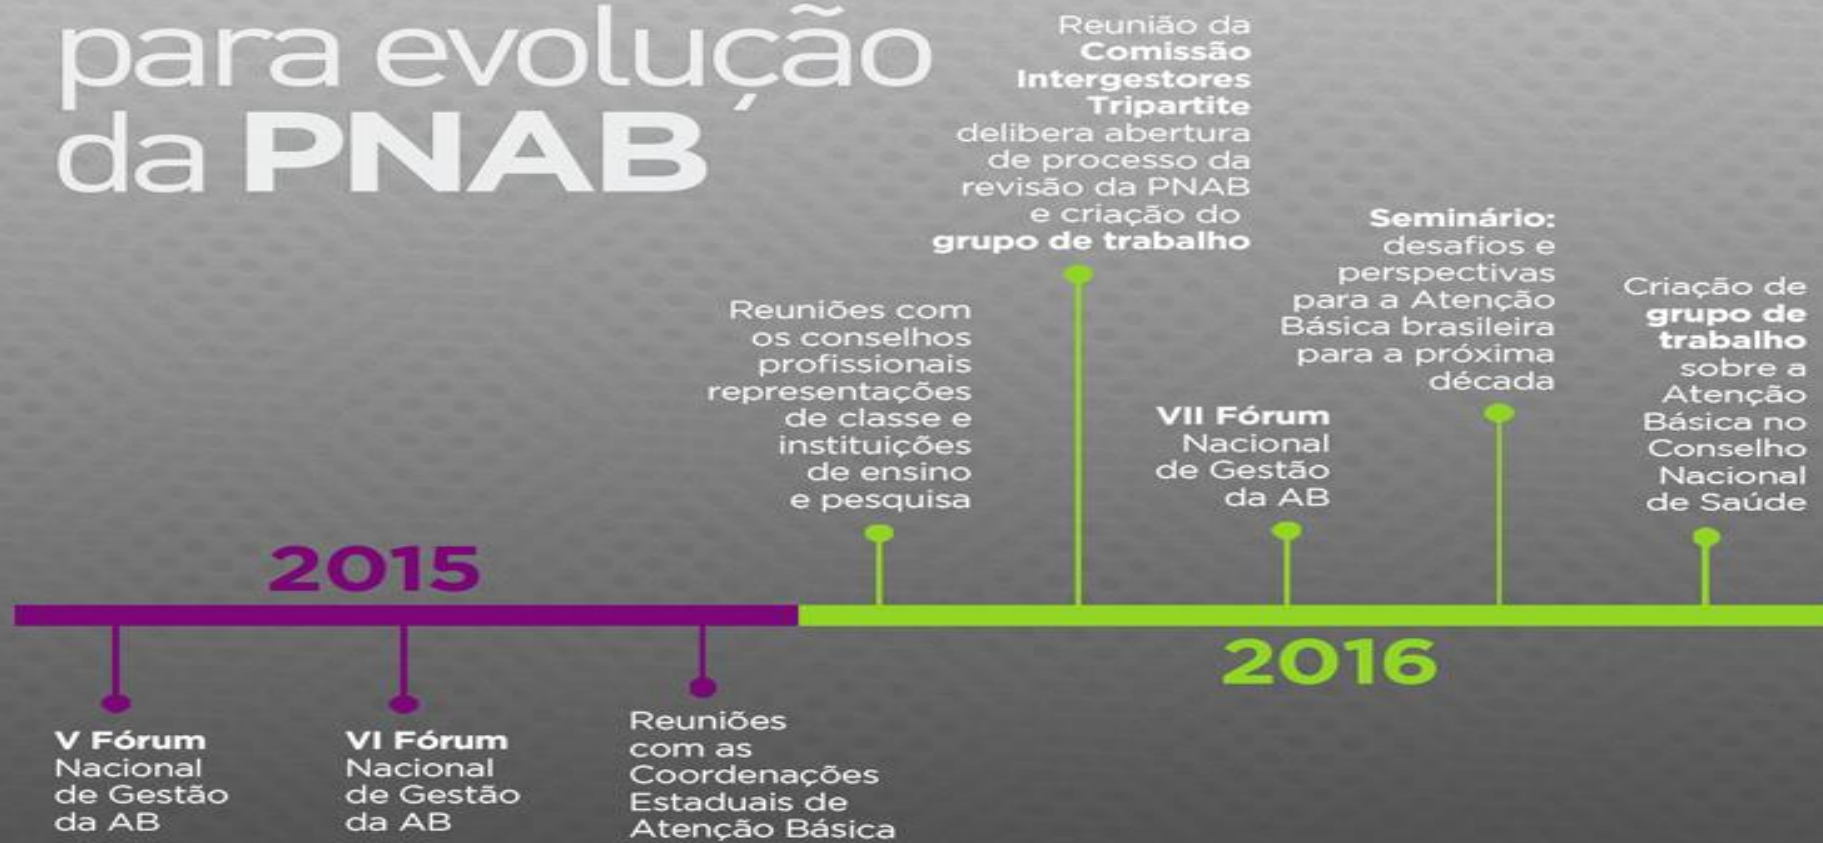 para evolução
da PNAB
2015
V Fórum
Nacional
de Gestão
da AB
VI Fórum
Nacional
de Gestão
da AB
Reuniões
com as
Coordenações
Estaduais de
Atenção Básica
Reuniões com
os conselhos
profissionais
representações
de classe e
instituições
de ensino
e pesquisa
Reunião da
Comissão
Intergestores
Tripartite
delibera abertura
de processo da
revisão da PNAB
e criação do
grupo de trabalho
VII Fórum
Nacional
de Gestão
da AB
Seminário:
desafios e
perspectivas
para a Atenção
Básica brasileira
para a próxima
década
Criação de
grupo de
trabalho
sobre a
Atenção
Básica no
Conselho
Nacional
de Saúde
2016